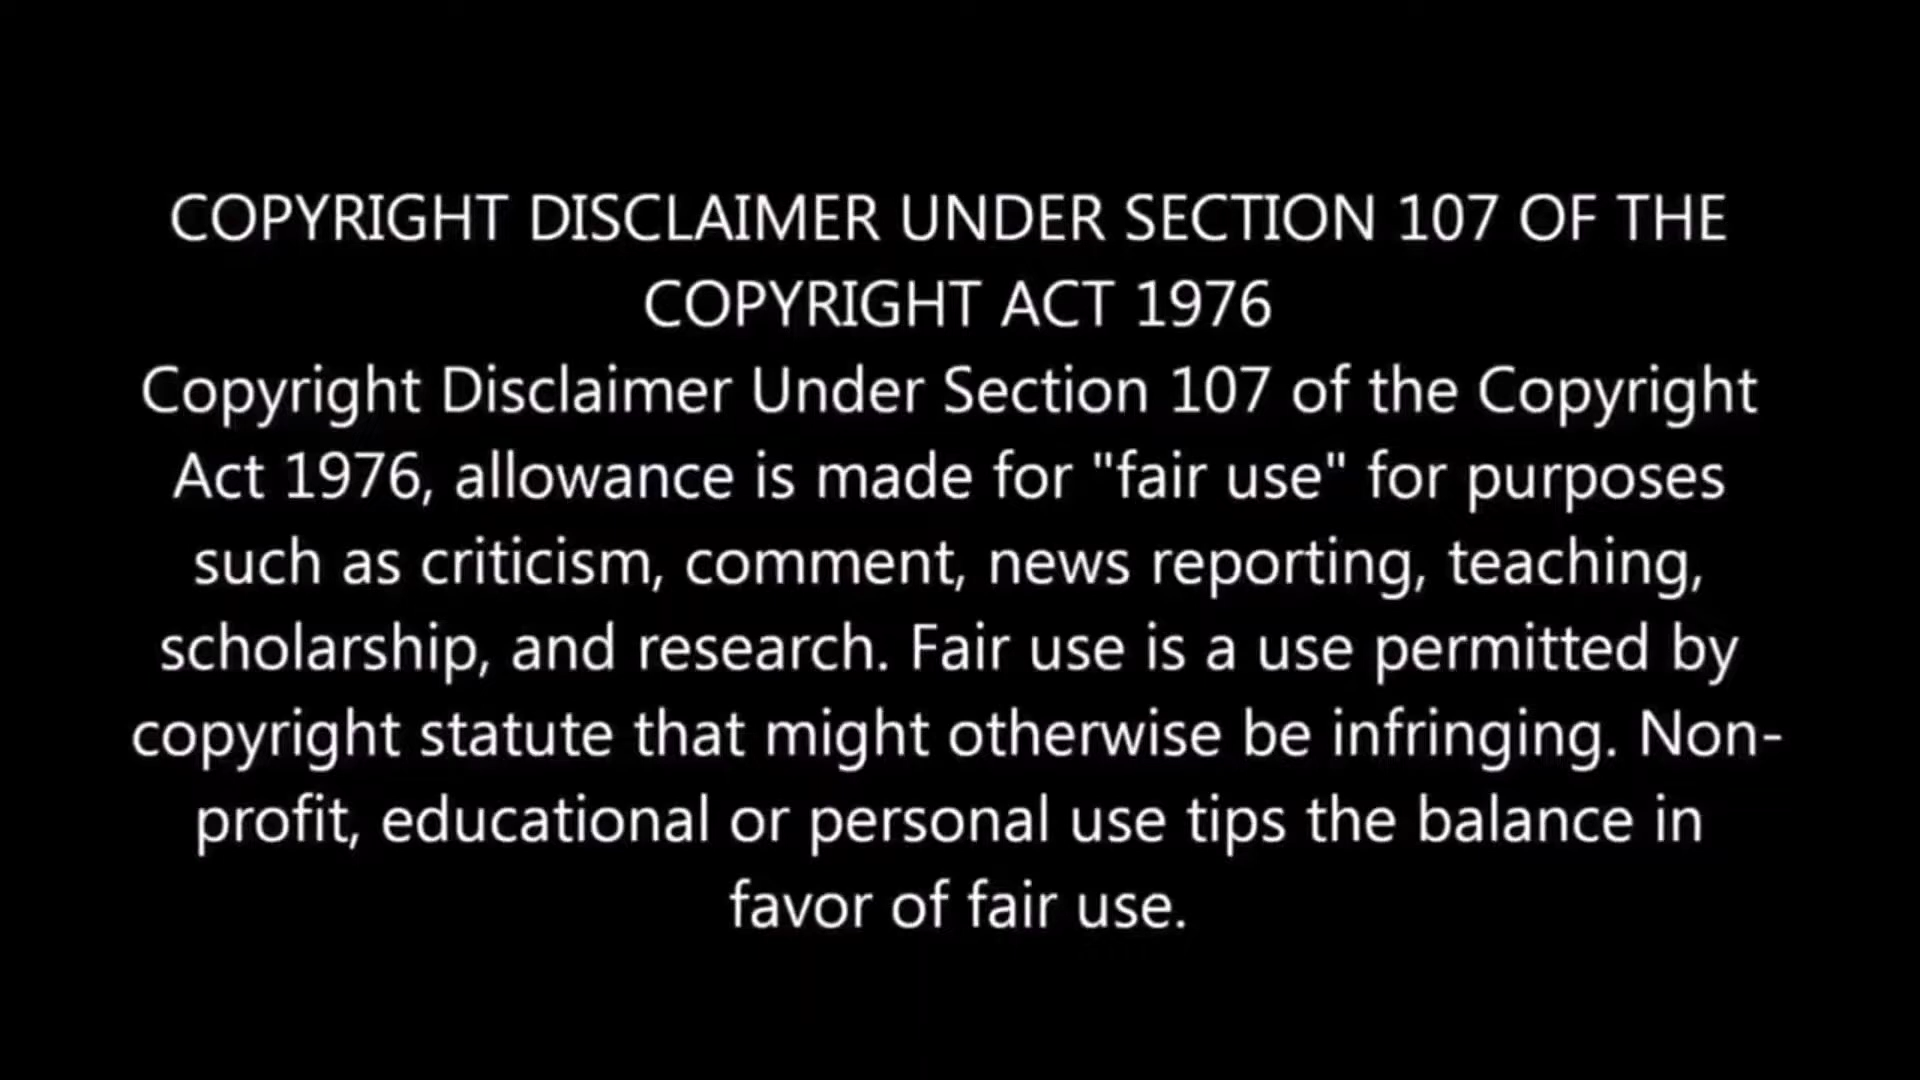 COPYRIGHT DISCLAIMER UNDER SECTION 107 OF THE
COPYRIGHT ACT 1976
Copyright Disclaimer Under Section 107 of the Copyright
Act 1976, allowance is made for "fair use" for purposes
such as criticism, comment, news reporting, teaching,
scholarship, and research. Fair use is a use permitted by
copyright statute that might otherwise be infringing. Non-
profit, educational or personal use tips the balance in
favor of fair use.